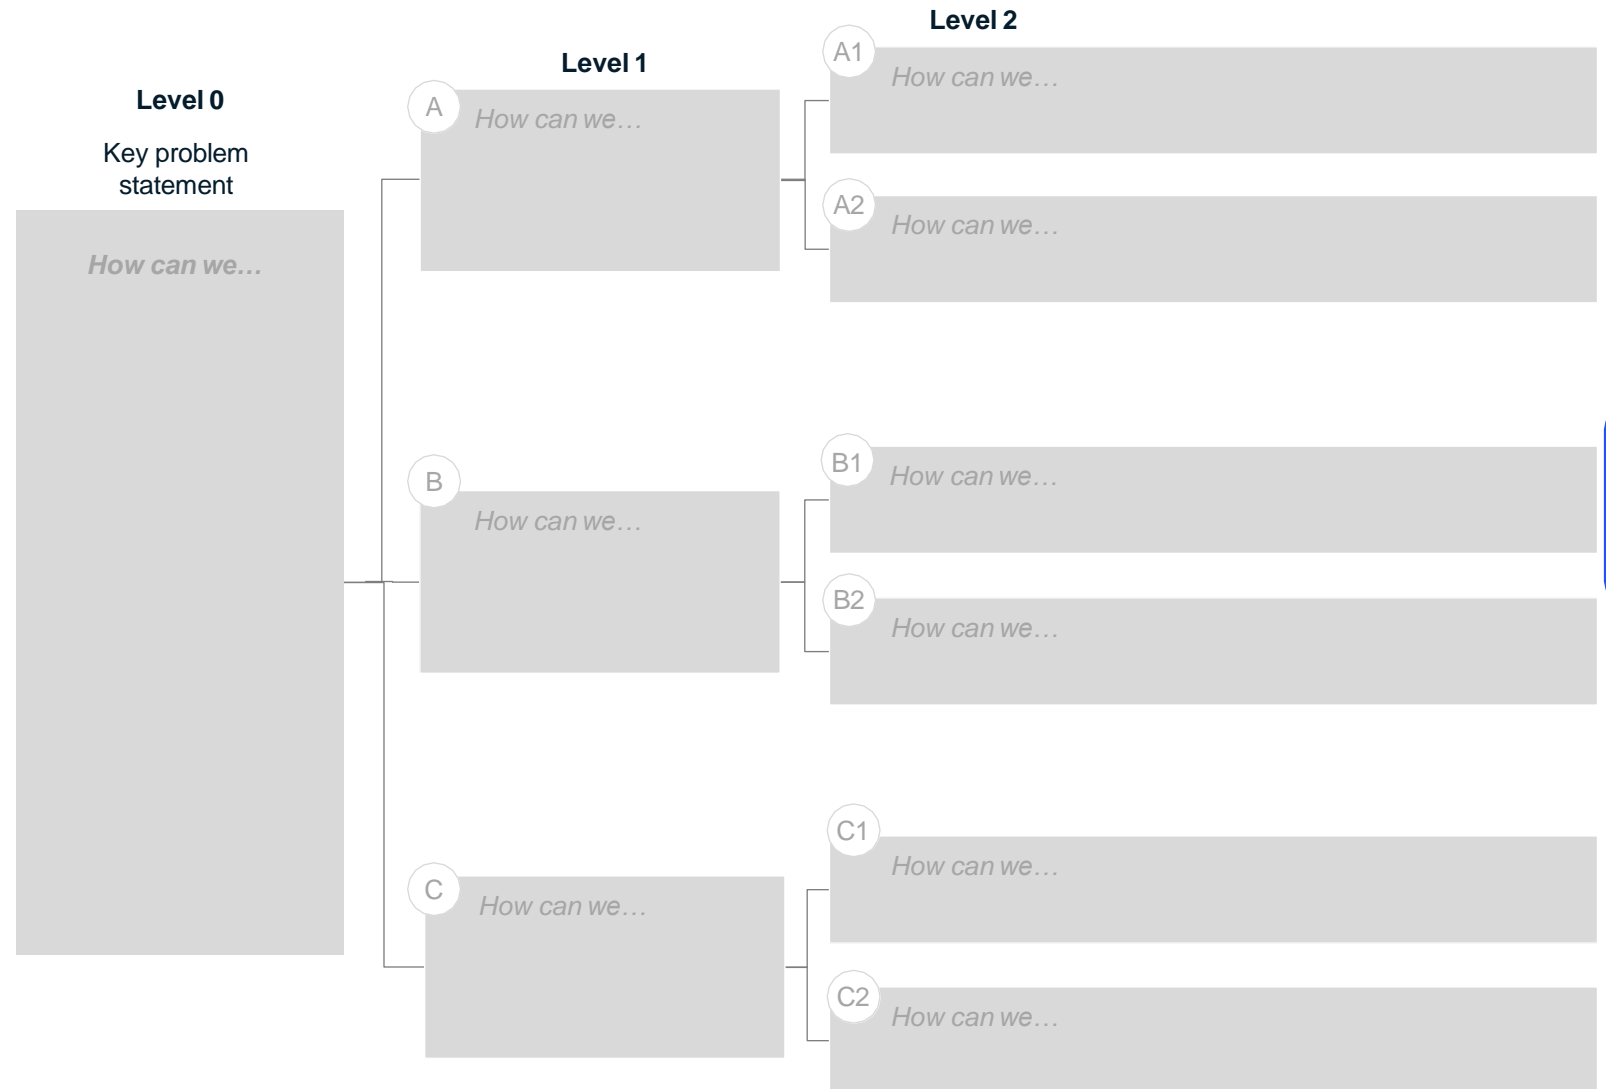 Level 0
Key problem
statement
How can we…
Level 1
A
How can we…
B
How can we…
C
How can we…
Level 2
A1
How can we…
A2
How can we…
B1
How can we…
B2
How can we…
C1
How can we…
C2
How can we…